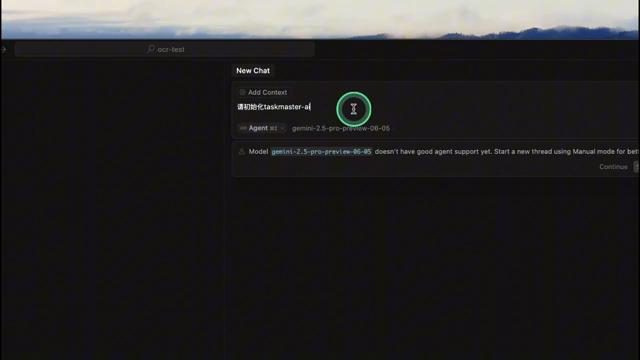 ocr-test
New Chat
Add Context
请初始化taskmaster-ai
Agent ⌘I gemini-2.5-pro-preview-06-05
Model gemini-2.5-pro-preview-06-05 doesn't have good agent support yet. Start a new thread using Manual mode for
Continue